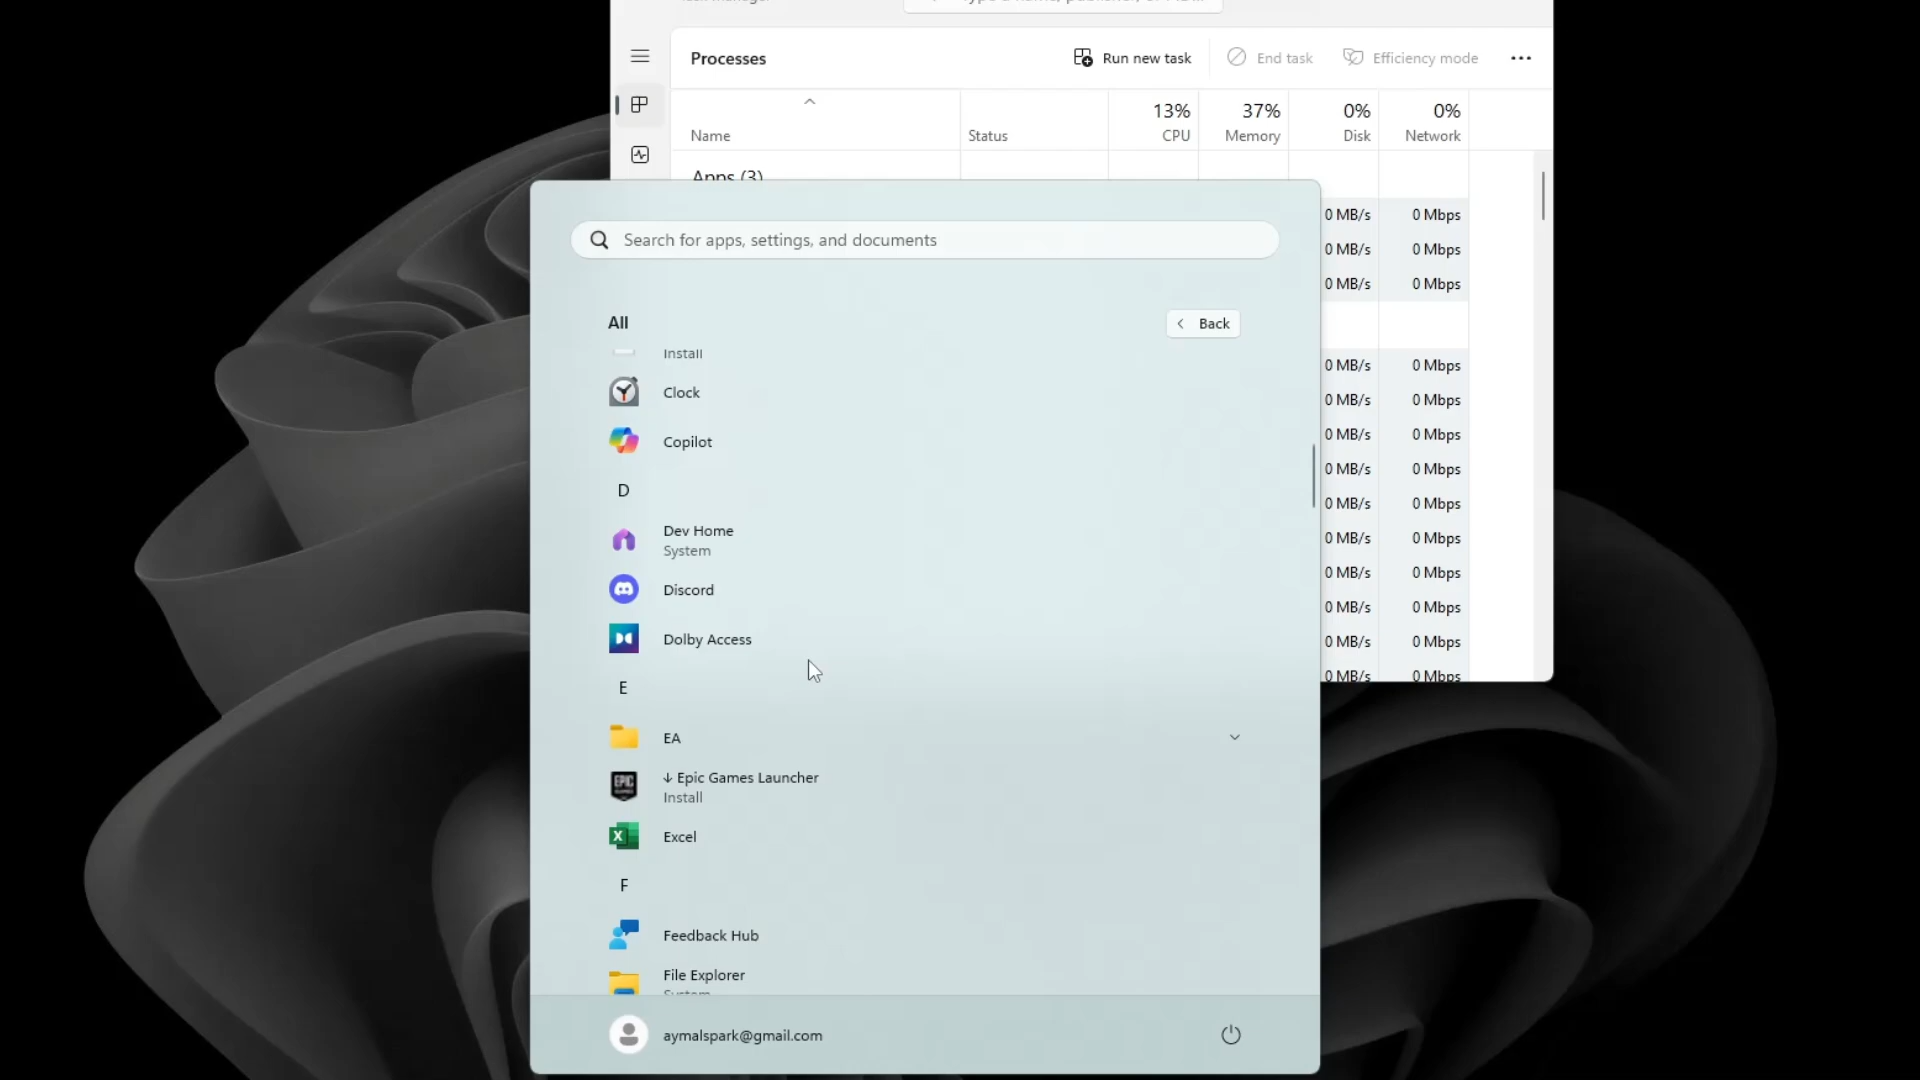 Processes
Run new task
End task
Efficiency mode
13% 37% 0% 0%
Name Status CPU Memory Disk Network
Apps (3)
Search for apps, settings, and documents
0 MB/s 0 Mbps
0 MB/s 0 Mbps
0 MB/s 0 Mbps
All
Back
Install
Clock
0 MB/s 0 Mbps
0 MB/s 0 Mbps
Copilot
0 MB/s 0 Mbps
0 MB/s 0 Mbps
D
0 MB/s 0 Mbps
Dev Home
System
0 MB/s 0 Mbps
0 MB/s 0 Mbps
Discord
0 MB/s 0 Mbps
Dolby Access
0 MB/s 0 Mbps
0 MB/s 0 Mbps
E
EA
↓ Epic Games Launcher
Install
Excel
EPIC
F
Feedback Hub
File Explorer
System
aymalspark@gmail.com